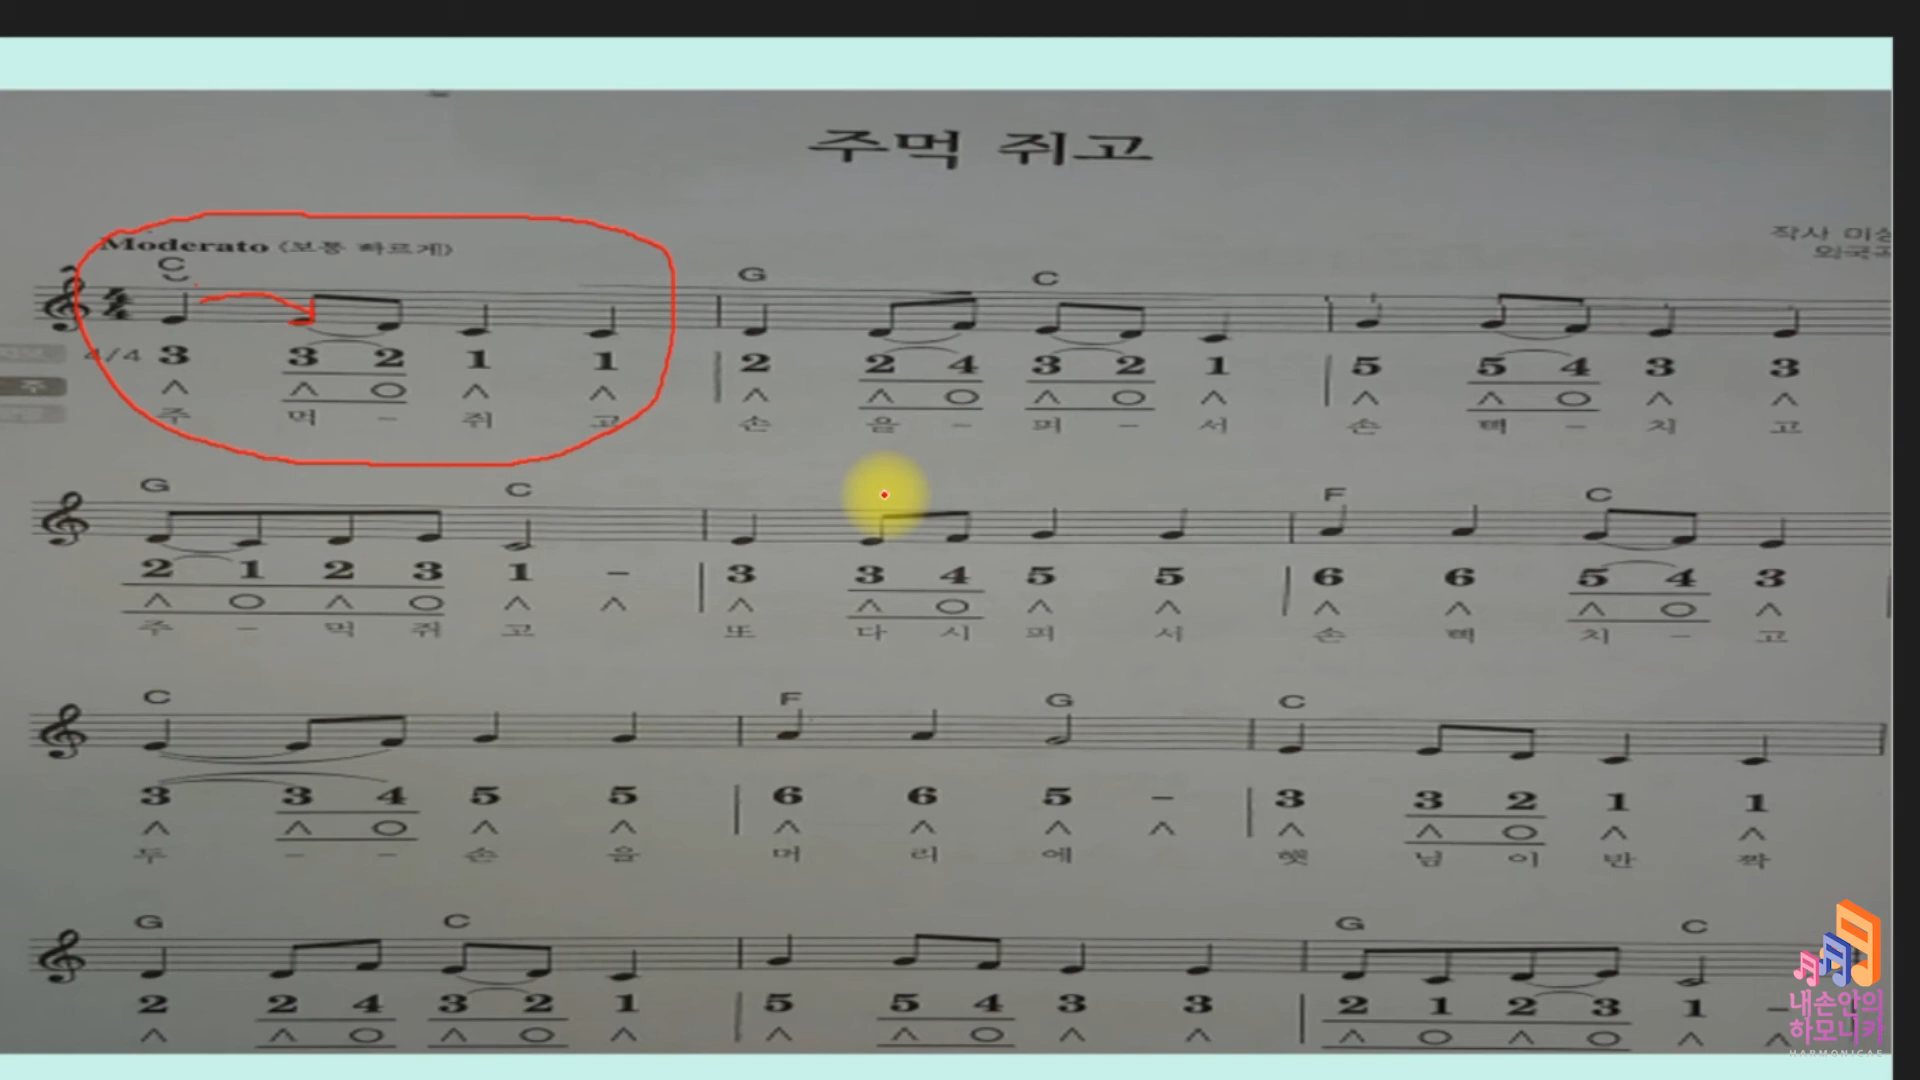 주먹 쥐고
Moderato (보통 빠르게)
작사 미상
외국곡
C G C
4/4 3 3 2 1 1 | 2 2 4 3 2 1 | 5 5 4 3 3
^ ^ O ^ ^ ^ ^ O ^ O ^ ^ ^ O ^ ^
주 먹 - 쥐 고 손 을 - 펴 - 서 손 뼉 - 치 고
주
G C F C
2 1 2 3 1 - | 3 3 4 5 5 | 6 6 5 4 3
^ O ^ O ^ ^ ^ ^ O ^ ^ ^ ^ ^ O ^
주 - 먹 쥐 고 또 다 시 펴 서 손 뼉 치 - 고
C F G C
3 3 4 5 5 | 6 6 5 - | 3 3 2 1 1
^ ^ O ^ ^ ^ ^ ^ ^ ^ ^ O ^ ^
두 - - 손 을 머 리 에 햇 님 이 반 짝
G C G C
2 2 4 3 2 1 | 5 5 4 3 3 | 2 1 2 3 1 -
^ ^ O ^ O ^ ^ ^ O ^ ^ ^ O ^ O ^ ^
내손안의
하모니카
HARMONICAE